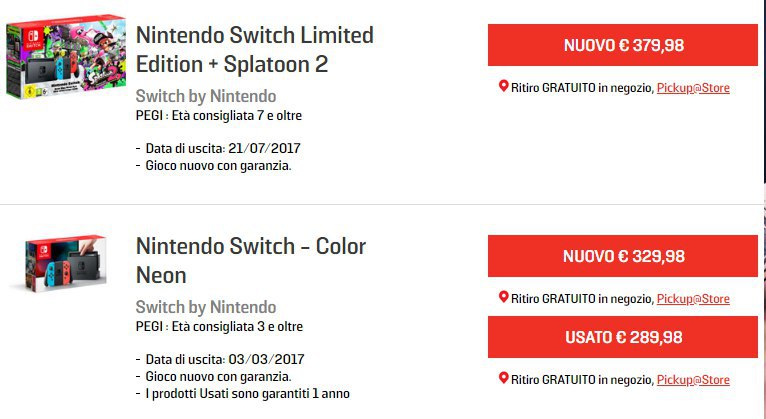 Nintendo Switch Limited
Edition + Splatoon 2
Switch by Nintendo
PEGI : Età consigliata 7 e oltre
- Data di uscita: 21/07/2017
- Gioco nuovo con garanzia.
NUOVO € 379,98
Ritiro GRATUITO in negozio, Pickup@Store
Nintendo Switch - Color
Neon
Switch by Nintendo
PEGI : Età consigliata 3 e oltre
- Data di uscita: 03/03/2017
- Gioco nuovo con garanzia.
- I prodotti Usati sono garantiti 1 anno
NUOVO € 329,98
Ritiro GRATUITO in negozio, Pickup@Store
USATO € 289,98
Ritiro GRATUITO in negozio, Pickup@Store